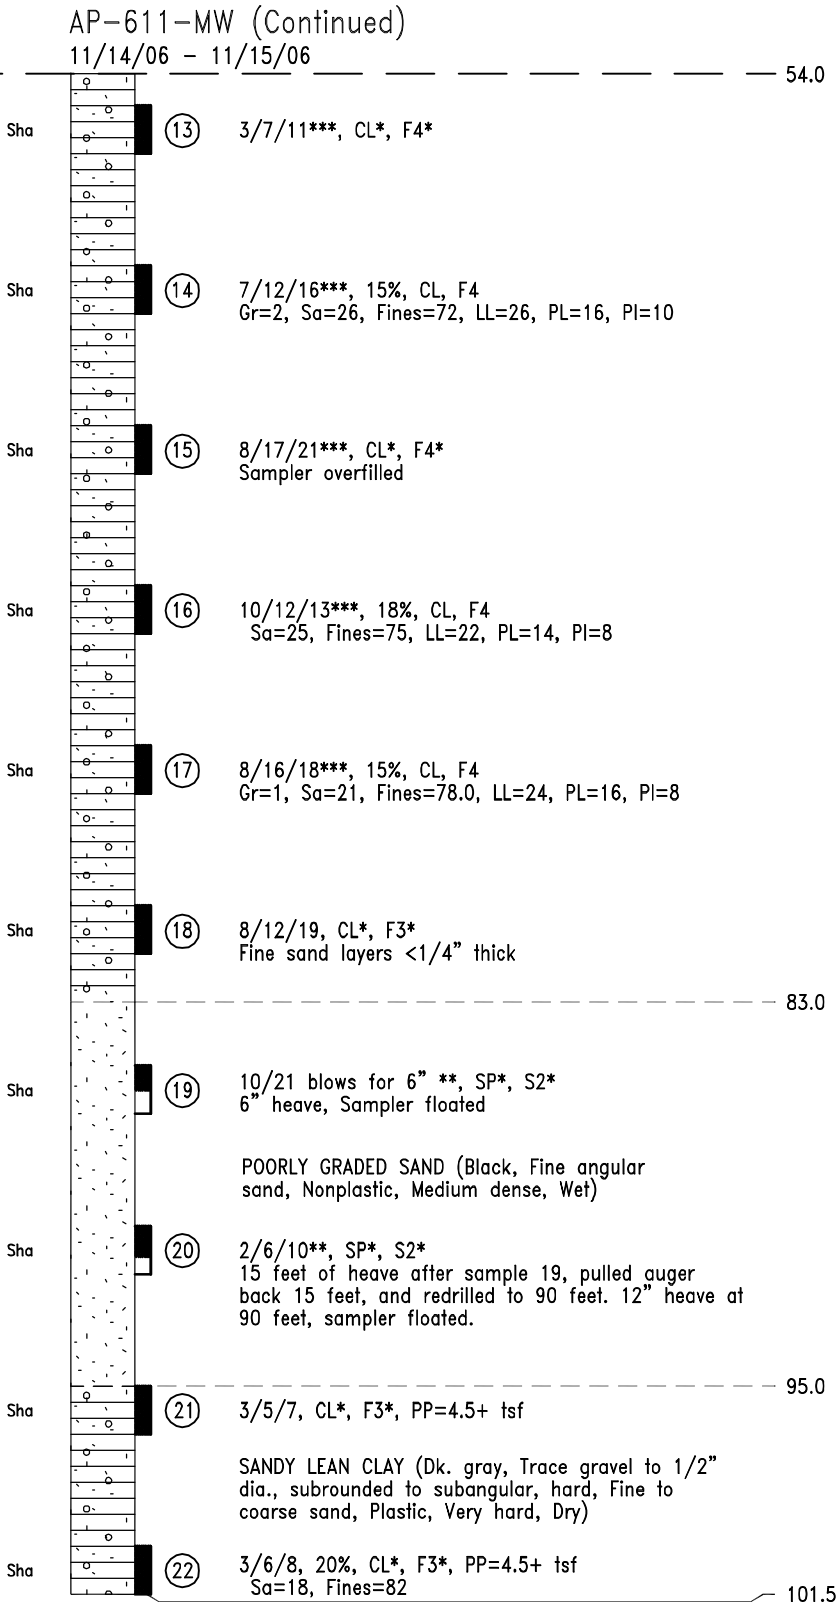 AP-611-MW (Continued)
11/14/06 - 11/15/06
54.0
Sha 13 3/7/11***, CL*, F4*
Sha 14 7/12/16***, 15%, CL, F4
Gr=2, Sa=26, Fines=72, LL=26, PL=16, PI=10
Sha 15 8/17/21***, CL*, F4*
Sampler overfilled
Sha 16 10/12/13***, 18%, CL, F4
Sa=25, Fines=75, LL=22, PL=14, PI=8
Sha 17 8/16/18***, 15%, CL, F4
Gr=1, Sa=21, Fines=78.0, LL=24, PL=16, PI=8
Sha 18 8/12/19, CL*, F3*
Fine sand layers <1/4" thick
83.0
Sha 19 10/21 blows for 6" **, SP*, S2*
6" heave, Sampler floated
POORLY GRADED SAND (Black, Fine angular
sand, Nonplastic, Medium dense, Wet)
Sha 20 2/6/10**, SP*, S2*
15 feet of heave after sample 19, pulled auger
back 15 feet, and redrilled to 90 feet. 12" heave at
90 feet, sampler floated.
95.0
Sha 21 3/5/7, CL*, F3*, PP=4.5+ tsf
SANDY LEAN CLAY (Dk. gray, Trace gravel to 1/2"
dia., subrounded to subangular, hard, Fine to
coarse sand, Plastic, Very hard, Dry)
Sha 22 3/6/8, 20%, CL*, F3*, PP=4.5+ tsf
Sa=18, Fines=82
101.5